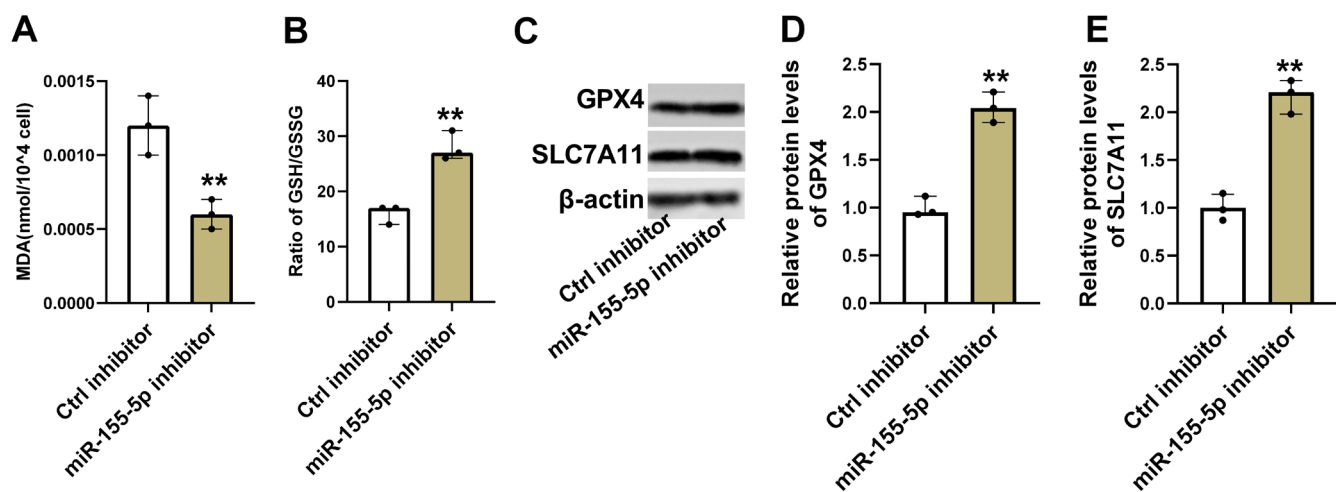 A
MDA(nmol/10^4 cell)
0.0015
0.0010
0.0005
0.0000
**
Ctrl inhibitor
miR-155-5p inhibitor
B
Ratio of GSH/GSSG
40
30
20
10
0
**
Ctrl inhibitor
miR-155-5p inhibitor
C
GPX4
SLC7A11
β-actin
Ctrl inhibitor
miR-155-5p inhibitor
D
Relative protein levels
of GPX4
2.5
2.0
1.5
1.0
0.5
0.0
**
Ctrl inhibitor
miR-155-5p inhibitor
E
Relative protein levels
of SLC7A11
2.5
2.0
1.5
1.0
0.5
0.0
**
Ctrl inhibitor
miR-155-5p inhibitor